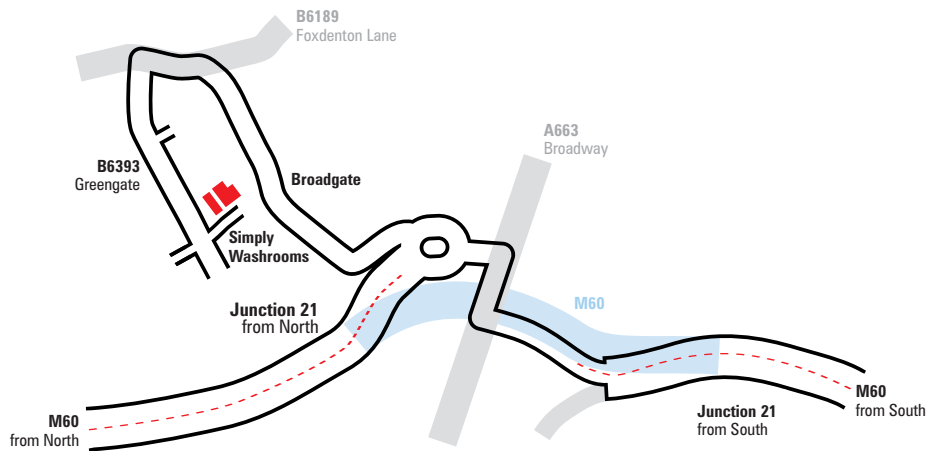 B6189
Foxdenton Lane
A663
Broadway
B6393
Greengate
Broadgate
Simply
Washrooms
Junction 21
from North
M60
M60
from North
Junction 21
from South
M60
from South